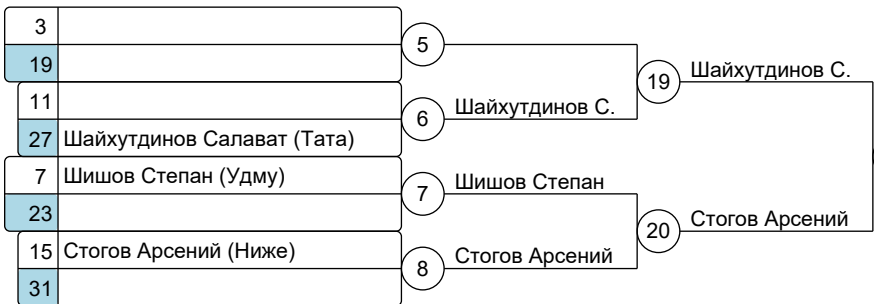 3
19
5
11
27 Шайхутдинов Салават (Тата)
6 Шайхутдинов С.
19 Шайхутдинов С.
7 Шишов Степан (Удму)
23
7 Шишов Степан
15 Стогов Арсений (Ниже)
31
8 Стогов Арсений
20 Стогов Арсений